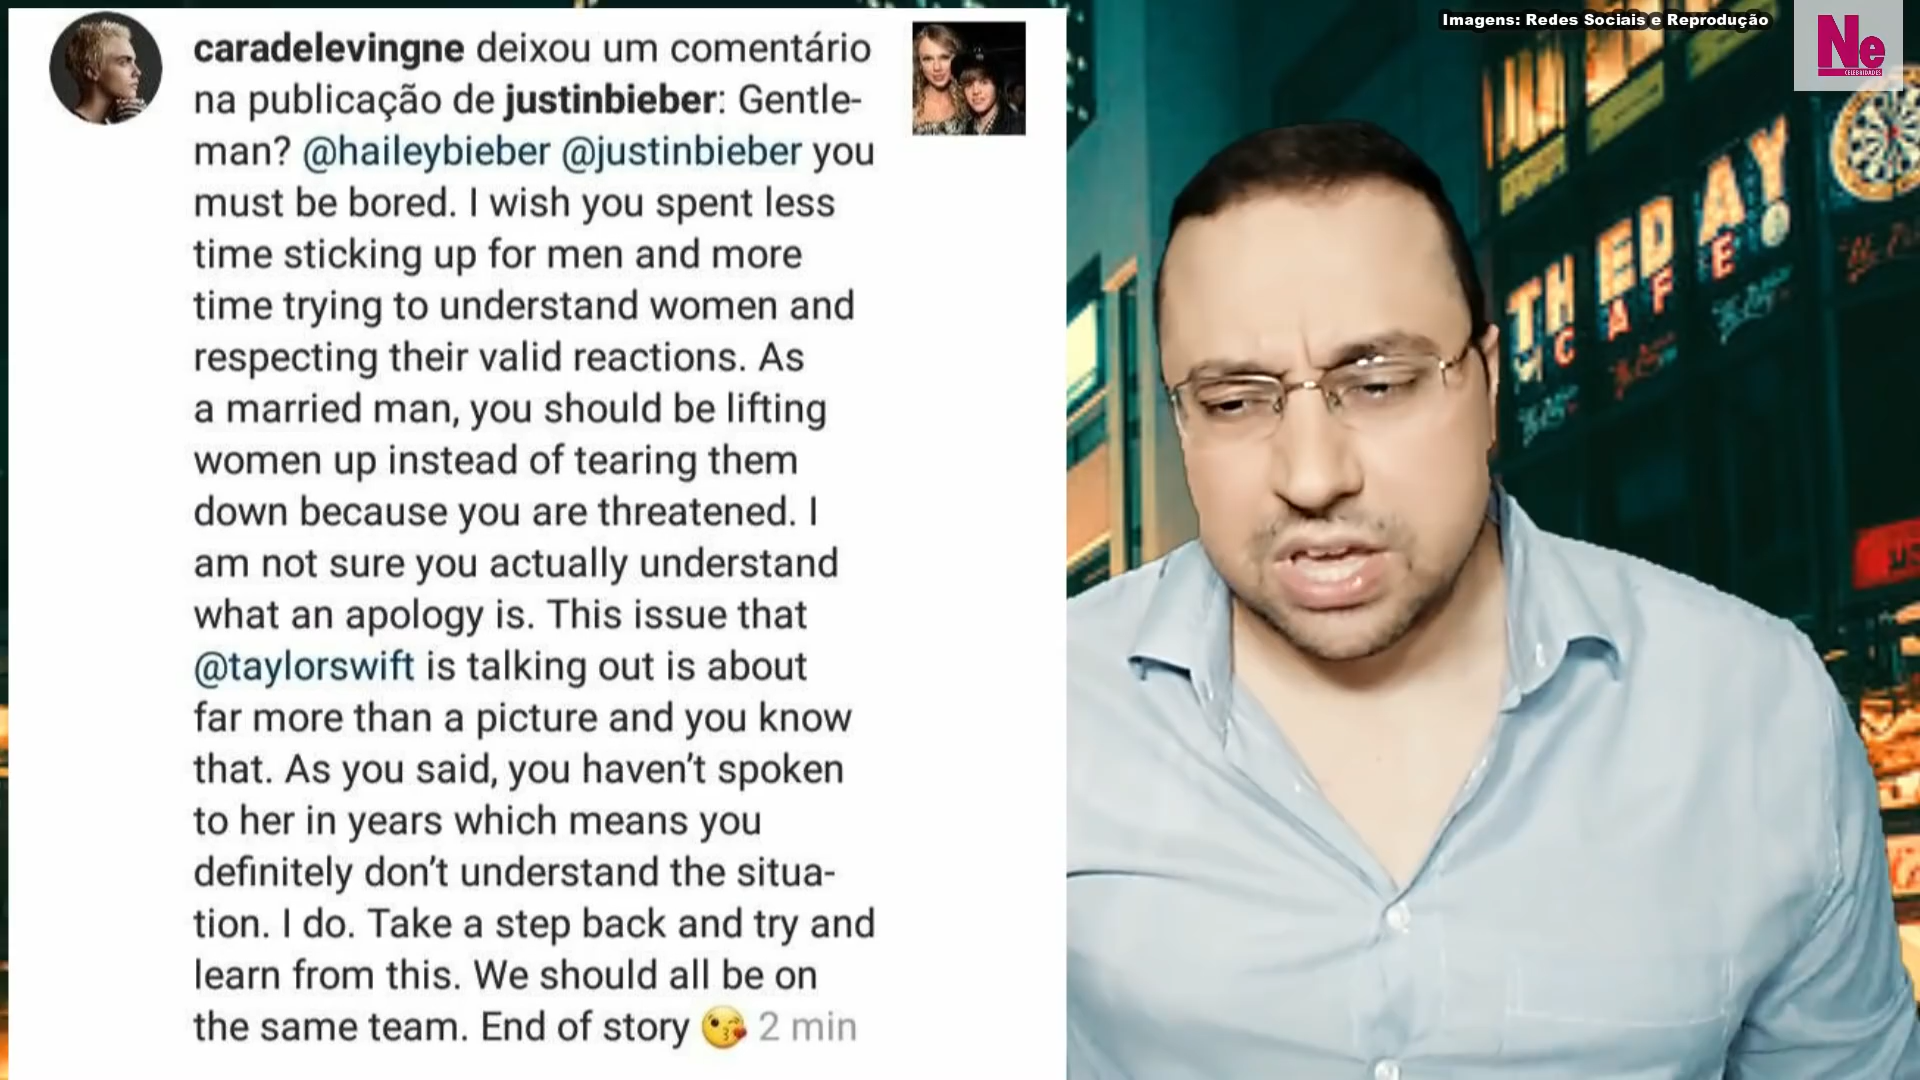 caradelevingne deixou um comentário
na publicação de justinbieber: Gentle-
man? @haileybieber @justinbieber you
must be bored. I wish you spent less
time sticking up for men and more
time trying to understand women and
respecting their valid reactions. As
a married man, you should be lifting
women up instead of tearing them
down because you are threatened. I
am not sure you actually understand
what an apology is. This issue that
@taylorswift is talking out is about
far more than a picture and you know
that. As you said, you haven’t spoken
to her in years which means you
definitely don’t understand the situa-
tion. I do. Take a step back and try and
learn from this. We should all be on
the same team. End of story 😘 2 min
Imagens: Redes Sociais e Reprodução
Ne
CELEBRIDADES
THE DAY
CAFE